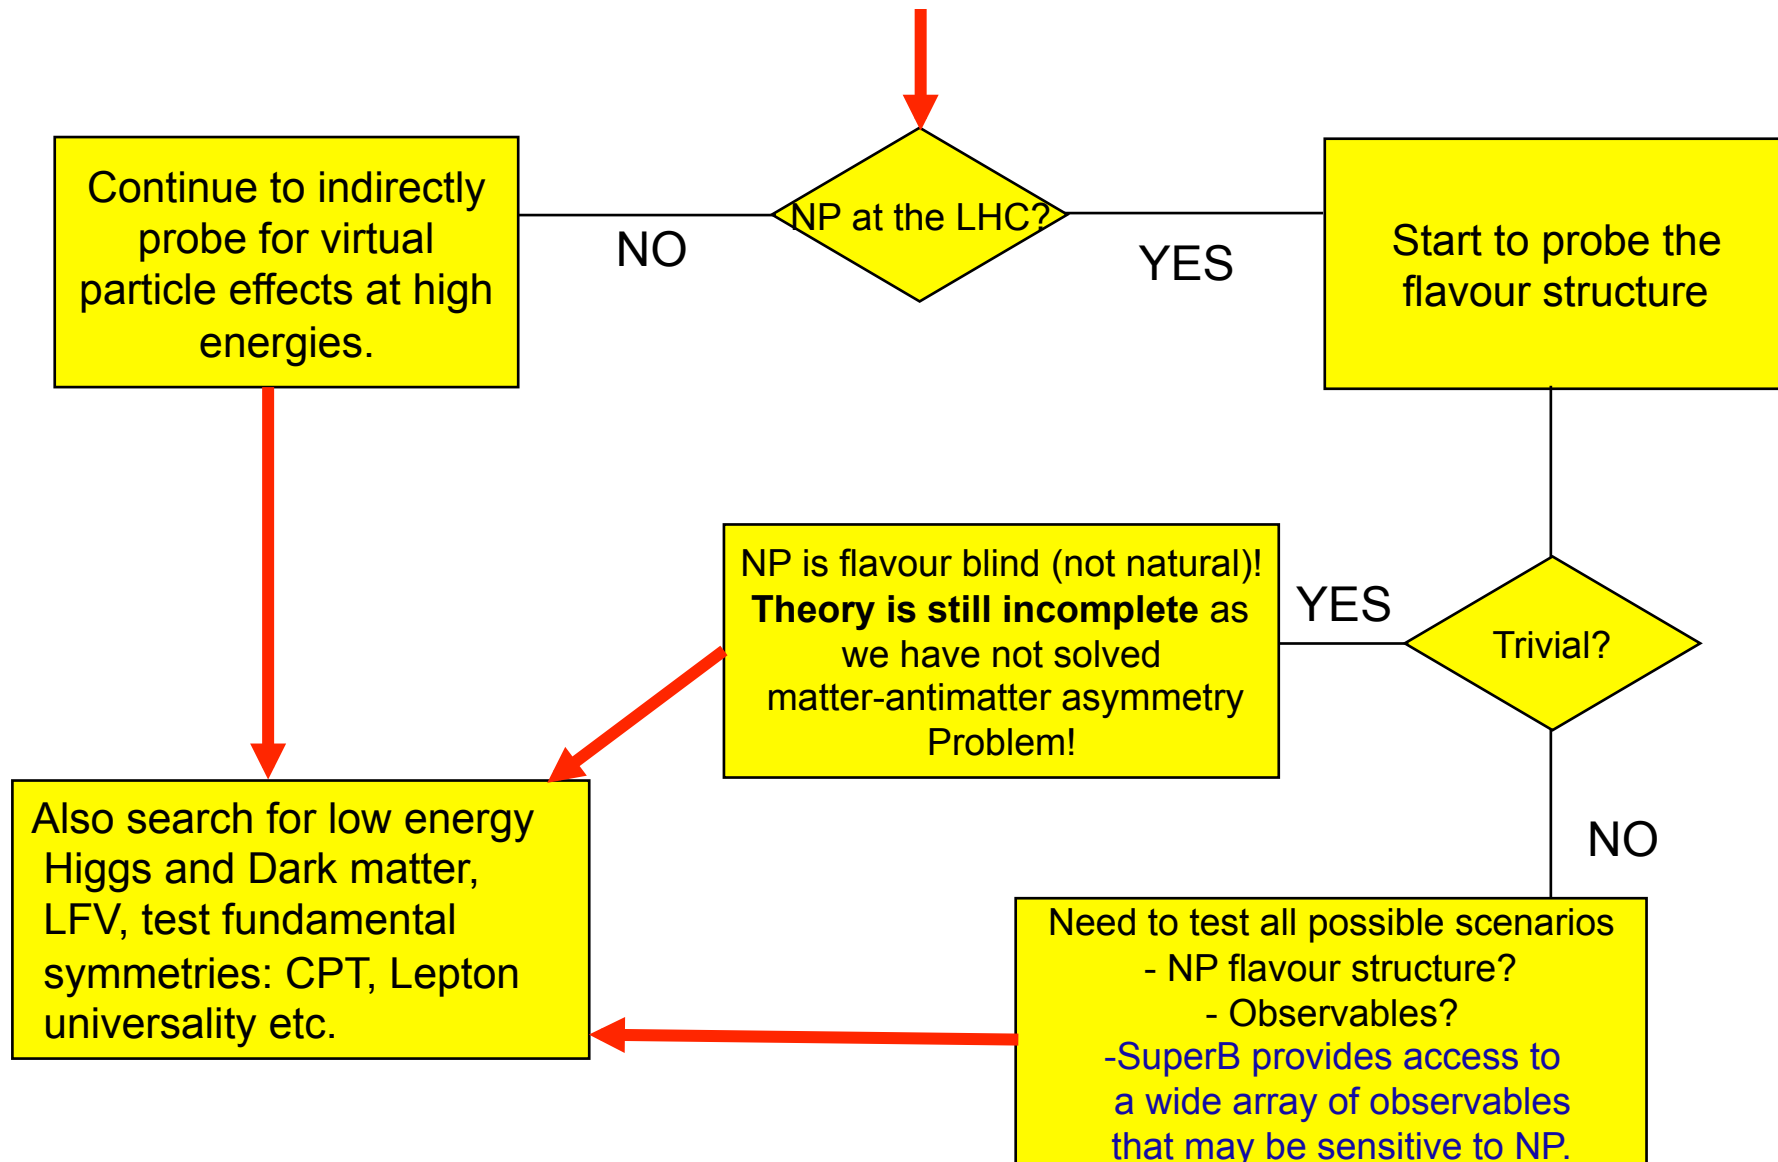 Continue to indirectly
probe for virtual
particle effects at high
energies.
NO
NP at the LHC?
YES
Start to probe the
flavour structure
NP is flavour blind (not natural)!
Theory is still incomplete as
we have not solved
matter-antimatter asymmetry
Problem!
YES
Trivial?
NO
Also search for low energy
Higgs and Dark matter,
LFV, test fundamental
symmetries: CPT, Lepton
universality etc.
Need to test all possible scenarios
- NP flavour structure?
- Observables?
-SuperB provides access to
a wide array of observables
that may be sensitive to NP.